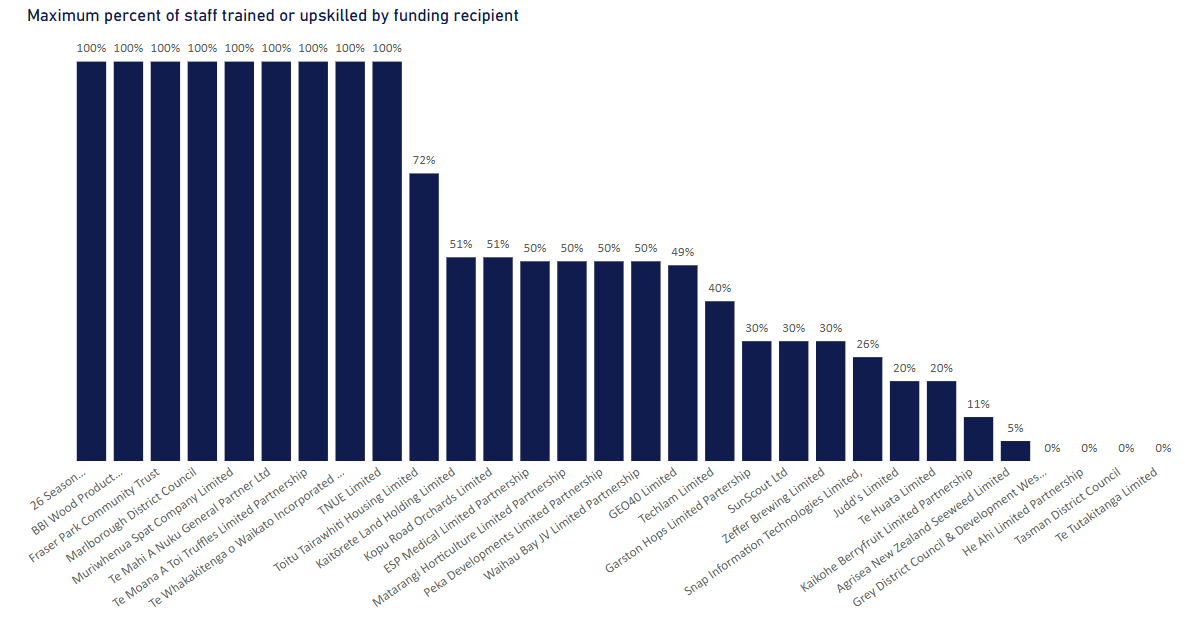 Maximum percent of staff trained or upskilled by funding recipient
100% 100% 100% 100% 100% 100% 100% 100% 100%
72%
51% 51% 50% 50% 50% 50% 49%
40%
30% 30% 30%
26%
20% 20%
11%
5%
0% 0% 0% 0%
26 Season...
BBI Wood Product...
Fraser Park Community Trust
Marlborough District Council
Muriwhenua Spat Company Limited
Te Mahi A Nuku General Partner Ltd
Te Moana A Toi Truffles Limited Partnership
Te Whakakitenga o Waikato Incorporated ...
TNUE Limited
Toitu Tairawhiti Housing Limited
Kaitōrete Land Holding Limited
Kopu Road Orchards Limited
ESP Medical Limited Partnership
Matarangi Horticulture Limited Partnership
Peka Developments Limited Partnership
Waihau Bay JV Limited Partnership
GEO40 Limited
Techlam Limited
Garston Hops Limited Partership
SunScout Ltd
Zeffer Brewing Limited
Snap Information Technologies Limited,
Judd's Limited
Te Huata Limited
Kaikohe Berryfruit Limited Partnership
Agrisea New Zealand Seeweed Limited
Grey District Council & Development Wes...
He Ahi Limited Partnership
Tasman District Council
Te Tutakitanga Limited